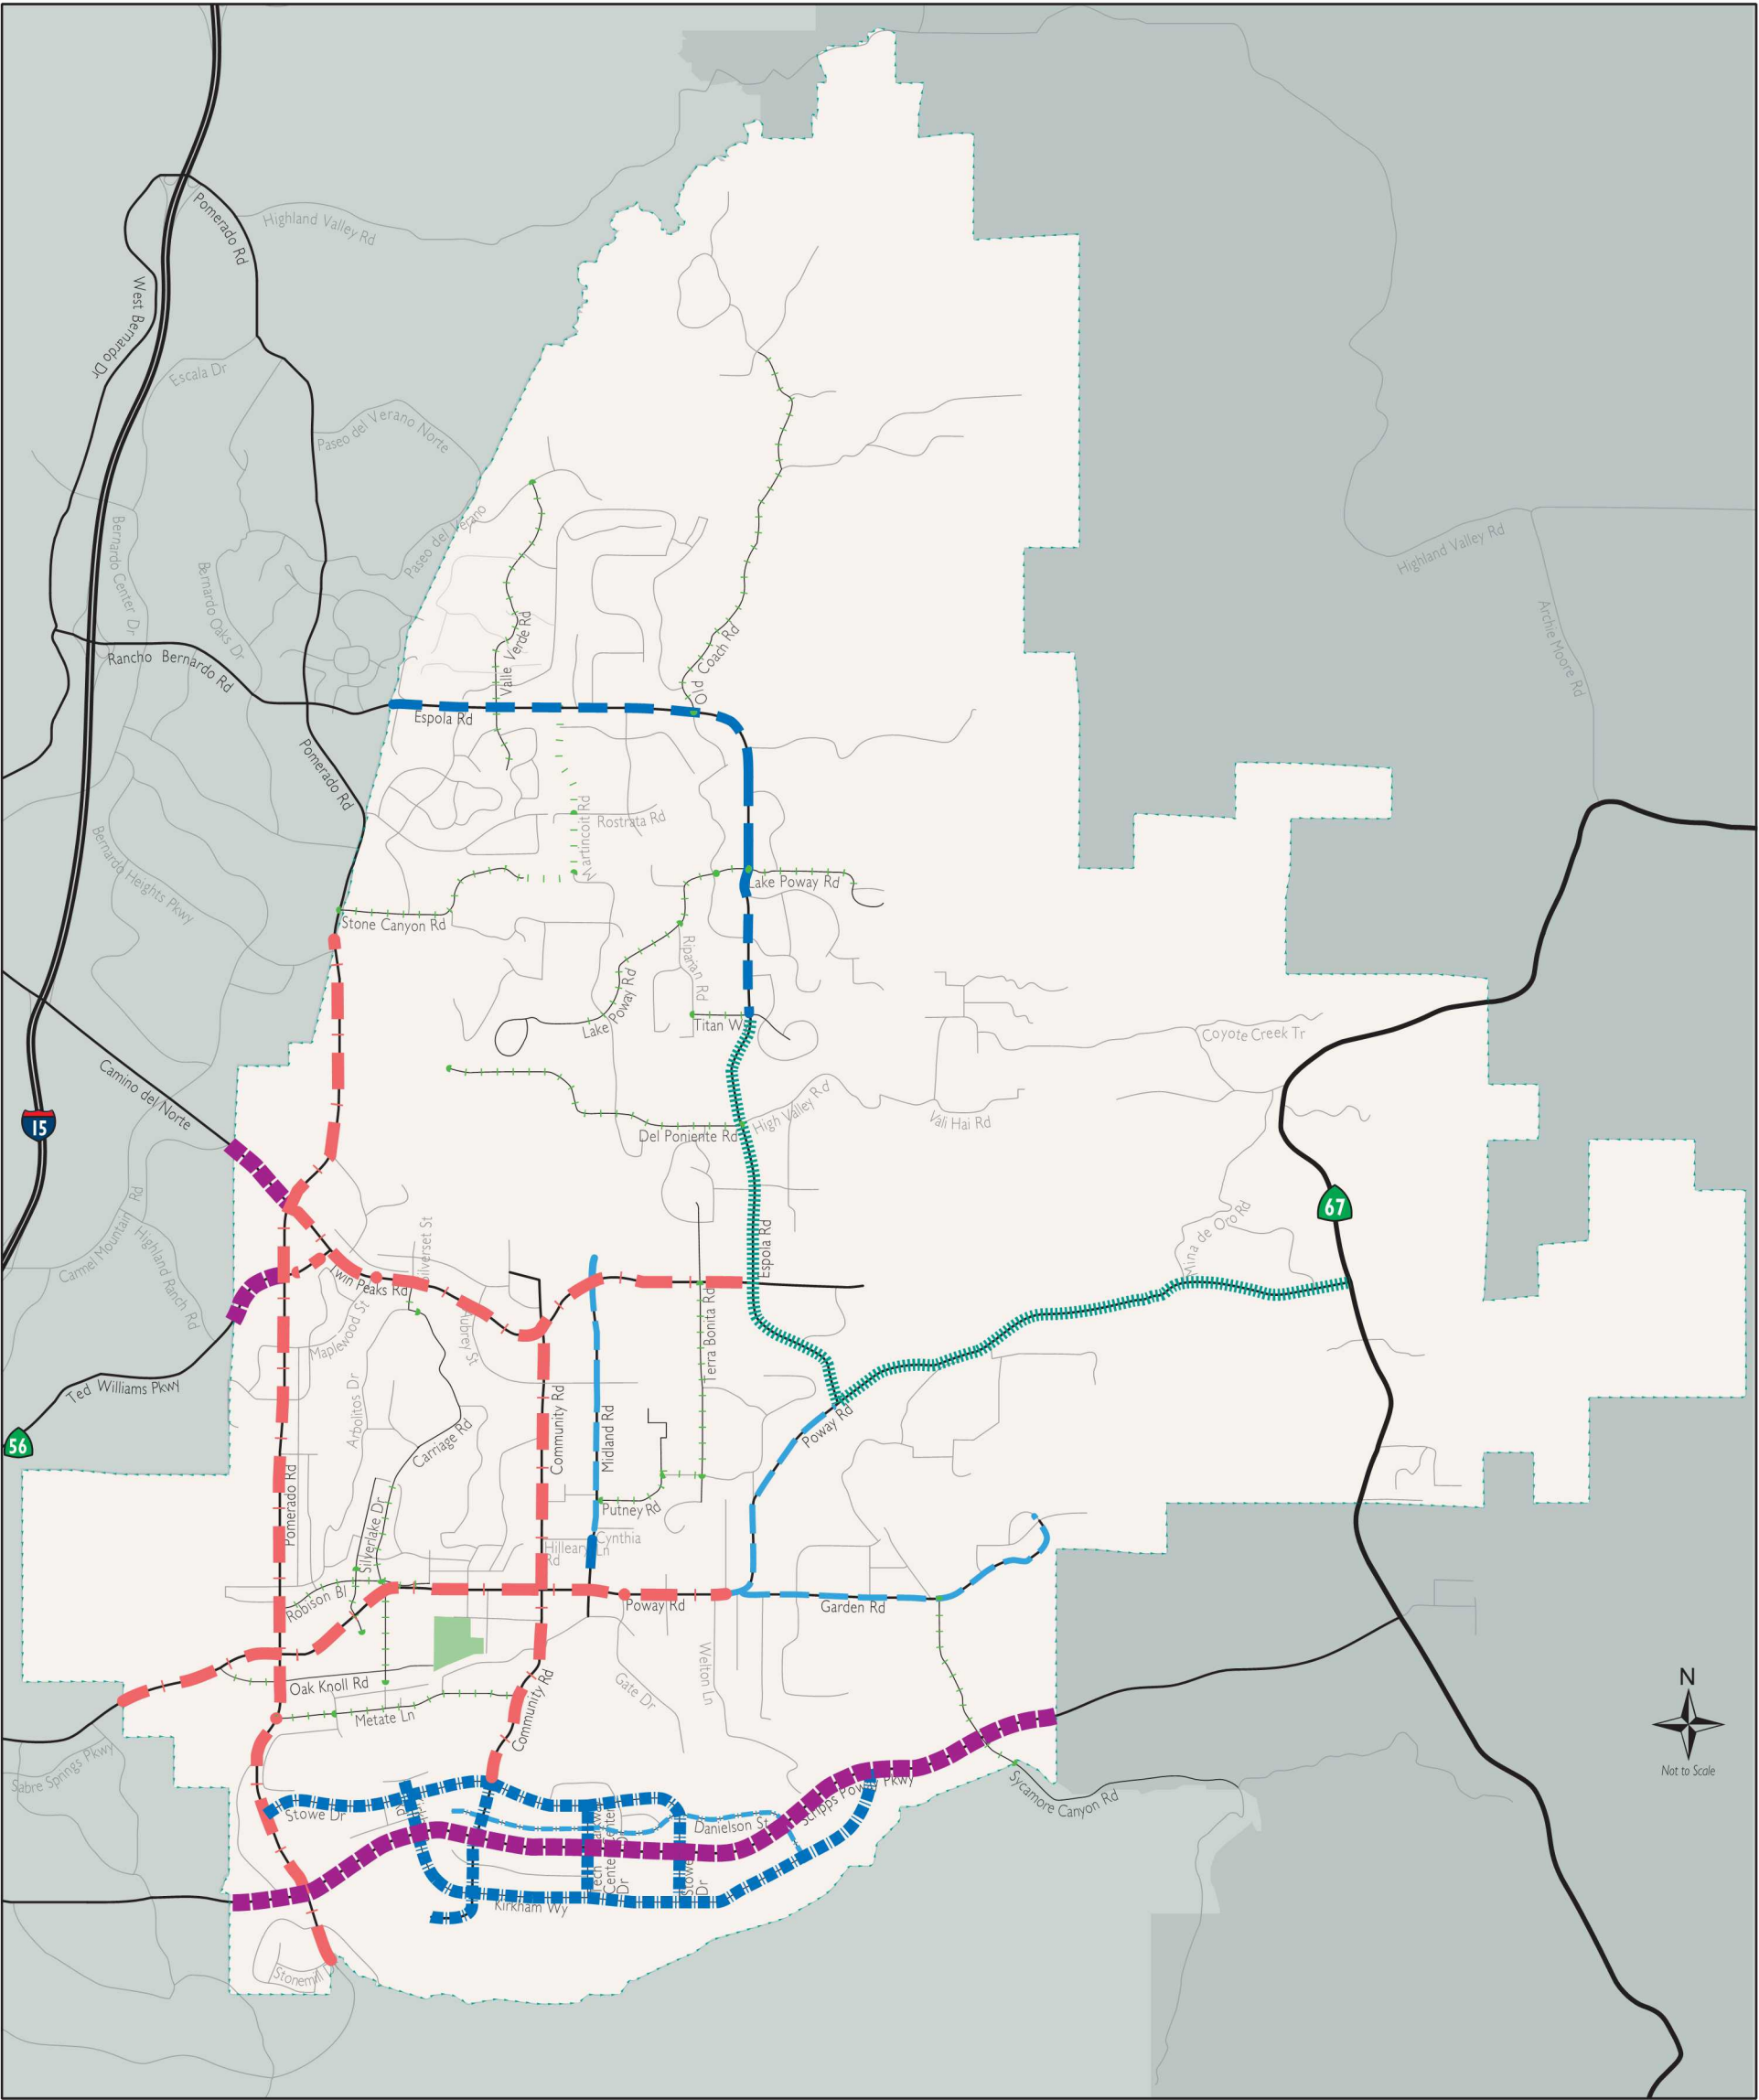 Pomerado Rd
Highland Valley Rd
West Bernardo Dr
Escala Dr
Paseo del Verano Norte
Paseo del Verano
Highland Valley Rd
Bernardo Center Dr
Bernardo Oaks Dr
Archie Moore Rd
Valle Verde Rd
Old Coach Rd
Rancho Bernardo Rd
Espola Rd
Pomerado Rd
Martincoit Rd
Rostrata Rd
Bernardo Heights Pkwy
Lake Poway Rd
Stone Canyon Rd
Riparian Rd
Lake Poway Rd
Titan W
Coyote Creek Tr
Camino del Norte
High Valley Rd
Vali Hai Rd
15
Del Poniente Rd
Carmel Mountain Rd
Highland Ranch Rd
Silverset St
Espola Rd
Mina de Oro Rd
67
Twin Peaks Rd
Maplewood St
Aubrey St
Terra Bonita Rd
Ted Williams Pkwy
Arbolitos Dr
Carriage Rd
Community Rd
Midland Rd
Poway Rd
56
Pomerado Rd
Silverlake Dr
Putney Rd
Hilleary
Rd
Cynthia
Ln
Robison Bl
Poway Rd
Garden Rd
Welton Ln
Oak Knoll Rd
Gate Dr
Metate Ln
Community Rd
N
Not to Scale
Sabre Springs Pkwy
Scripps Poway Pkwy
Sycamore Canyon Rd
Stowe Dr
Danielson St
Tech
Center
Dr
Stowe
Dr
Kirkham Wy
Stonemill